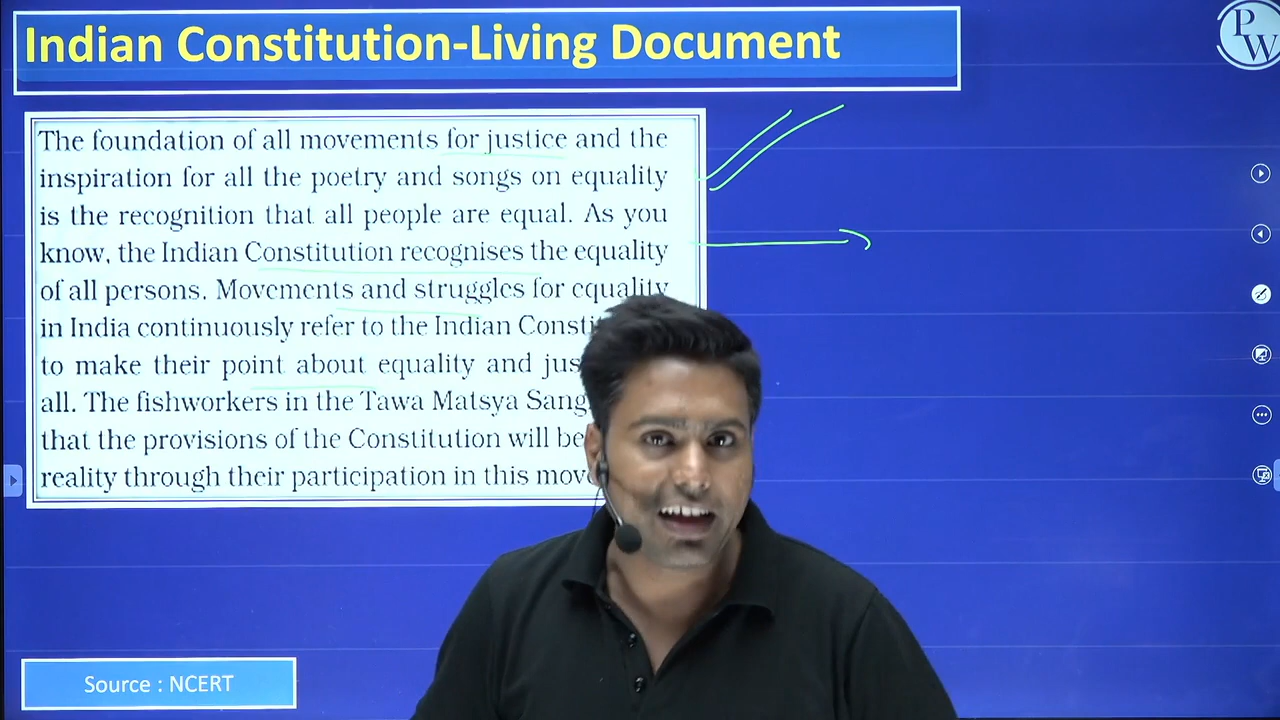 Indian Constitution-Living Document
PW
The foundation of all movements for justice and the
inspiration for all the poetry and songs on equality
is the recognition that all people are equal. As you
know, the Indian Constitution recognises the equality
of all persons. Movements and struggles for equality
in India continuously refer to the Indian
to make their point about equality and
all. The fishworkers in the Tawa Matsya
that the provisions of the Constitution will be
reality through their participation in this
Source : NCERT